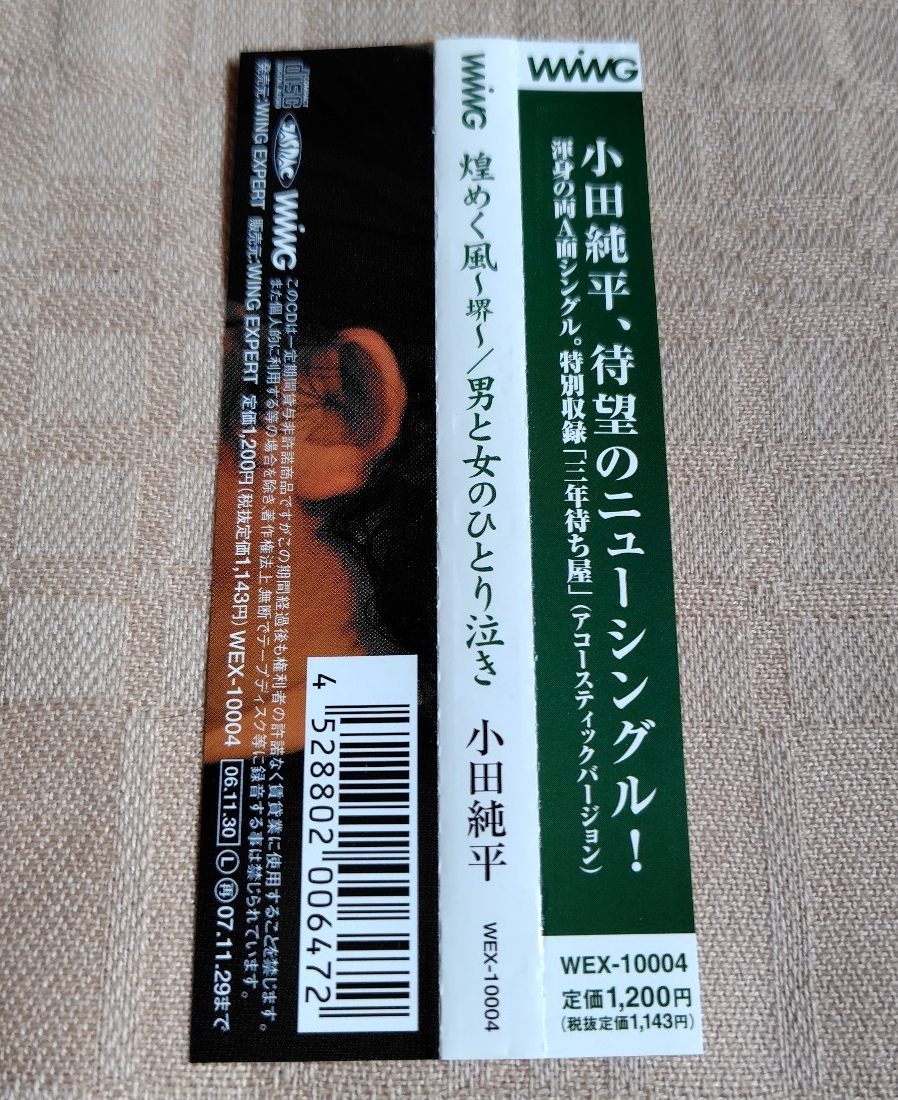 WiNG
小田純平、待望のニューシングル！
渾身の両A面シングル。特別収録「三年待ち屋」（アコースティックバージョン）
WEX-10004
定価1,200円
（税抜定価1,143円）
WiNG
煌めく風～堺～／男と女のひとり泣き 小田純平
WEX-10004
COMPACT disc DIGITAL AUDIO
JASRAC
WiNG
このCDは一定期間貸与非許諾商品ですがこの期間経過後も権利者の許諾なく賃貸業に使用することを禁じます。
また個人的に利用する等の場合を除き、著作権法上、無断でテープディスク等に録音する事は禁じられています。
発売元:WING EXPERT 販売元:WING EXPERT 定価1,200円（税抜定価1,143円）WEX-10004 06.11.30 Ⓛ 再 07.11.29まで
4 528802 006472